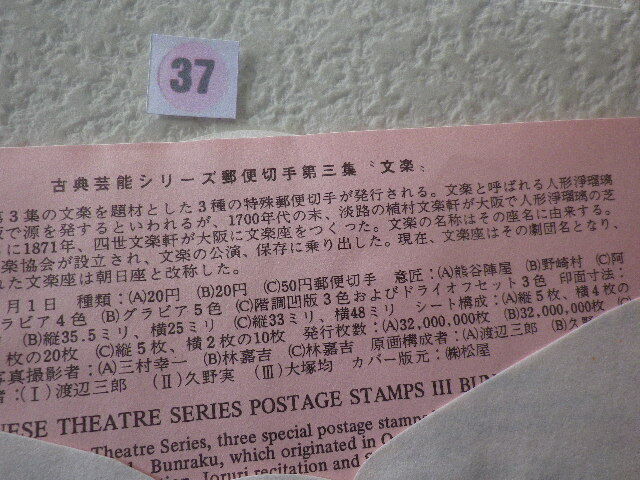 37
古典芸能シリーズ郵便切手第三集〝文楽〟
第3集の文楽を題材とした3種の特殊郵便切手が発行される。文楽と呼ばれる人形浄瑠璃
で源を発するといわれるが、1700年代の末、淡路の植村文楽軒が大阪で人形浄瑠璃の芝
に1871年、四世文楽軒が大阪に文楽座をつくった。文楽の名称はその座名に由来する。
楽協会が設立され、文楽の公演、保存に乗り出した。現在、文楽座はその劇団名となり、
れた文楽座は朝日座と改称した。
月1日 種類：(A)20円 (B)20円 (C)50円郵便切手 意匠：(A)熊谷陣屋 (B)野崎村 (C)阿
ラビア4色 (B)グラビア5色 (C)階調凹版3色およびドライオフセット3色 印面寸法：
(B)縦35.5ミリ、横25ミリ (C)縦33ミリ、横48ミリ シート構成：(A)縦5枚、横4枚の
枚の20枚 (C)縦5枚、横2枚の10枚 発行枚数：(A)32,000,000枚 (B)32,000,000枚
写真撮影者：(A)三村幸一 (B)林嘉吉 (C)林嘉吉 原画構成者：(A)渡辺三郎 (B)久野
者：(I)渡辺三郎 (II)久野実 (III)大塚均 カバー版元：㈱松屋
NESE THEATRE SERIES POSTAGE STAMPS III BUN
Theatre Series, three special postage stamps
Bunraku, which originated in O
Joruri recitation and